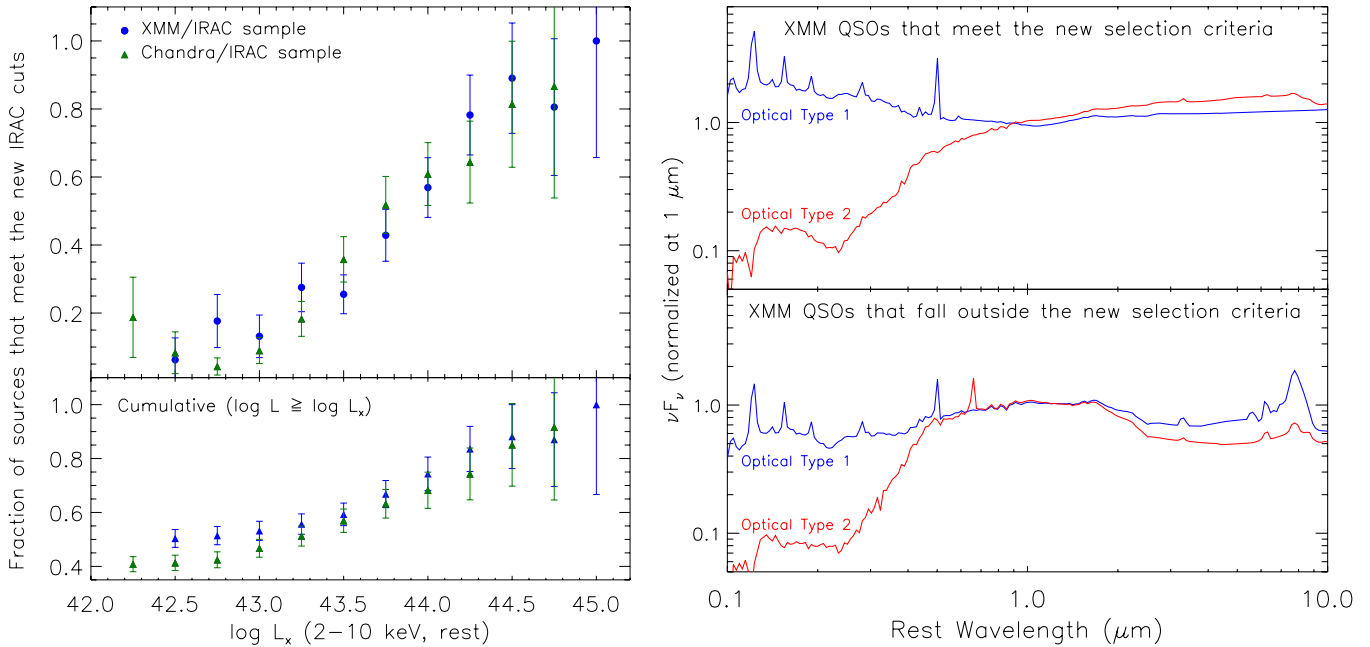 Fraction of sources that meet the new IRAC cuts
1.0
0.8
0.6
0.4
0.2
XMM/IRAC sample
Chandra/IRAC sample
1.0
0.8
0.6
0.4
Cumulative (log L ≧ log Lₓ)
42.0 42.5 43.0 43.5 44.0 44.5 45.0
log Lₓ (2−10 keV, rest)
νFᵥ (normalized at 1 μm)
XMM QSOs that meet the new selection criteria
1.0
0.1
Optical Type 1
Optical Type 2
XMM QSOs that fall outside the new selection criteria
1.0
0.1
Optical Type 1
Optical Type 2
0.1 1.0 10.0
Rest Wavelength (μm)